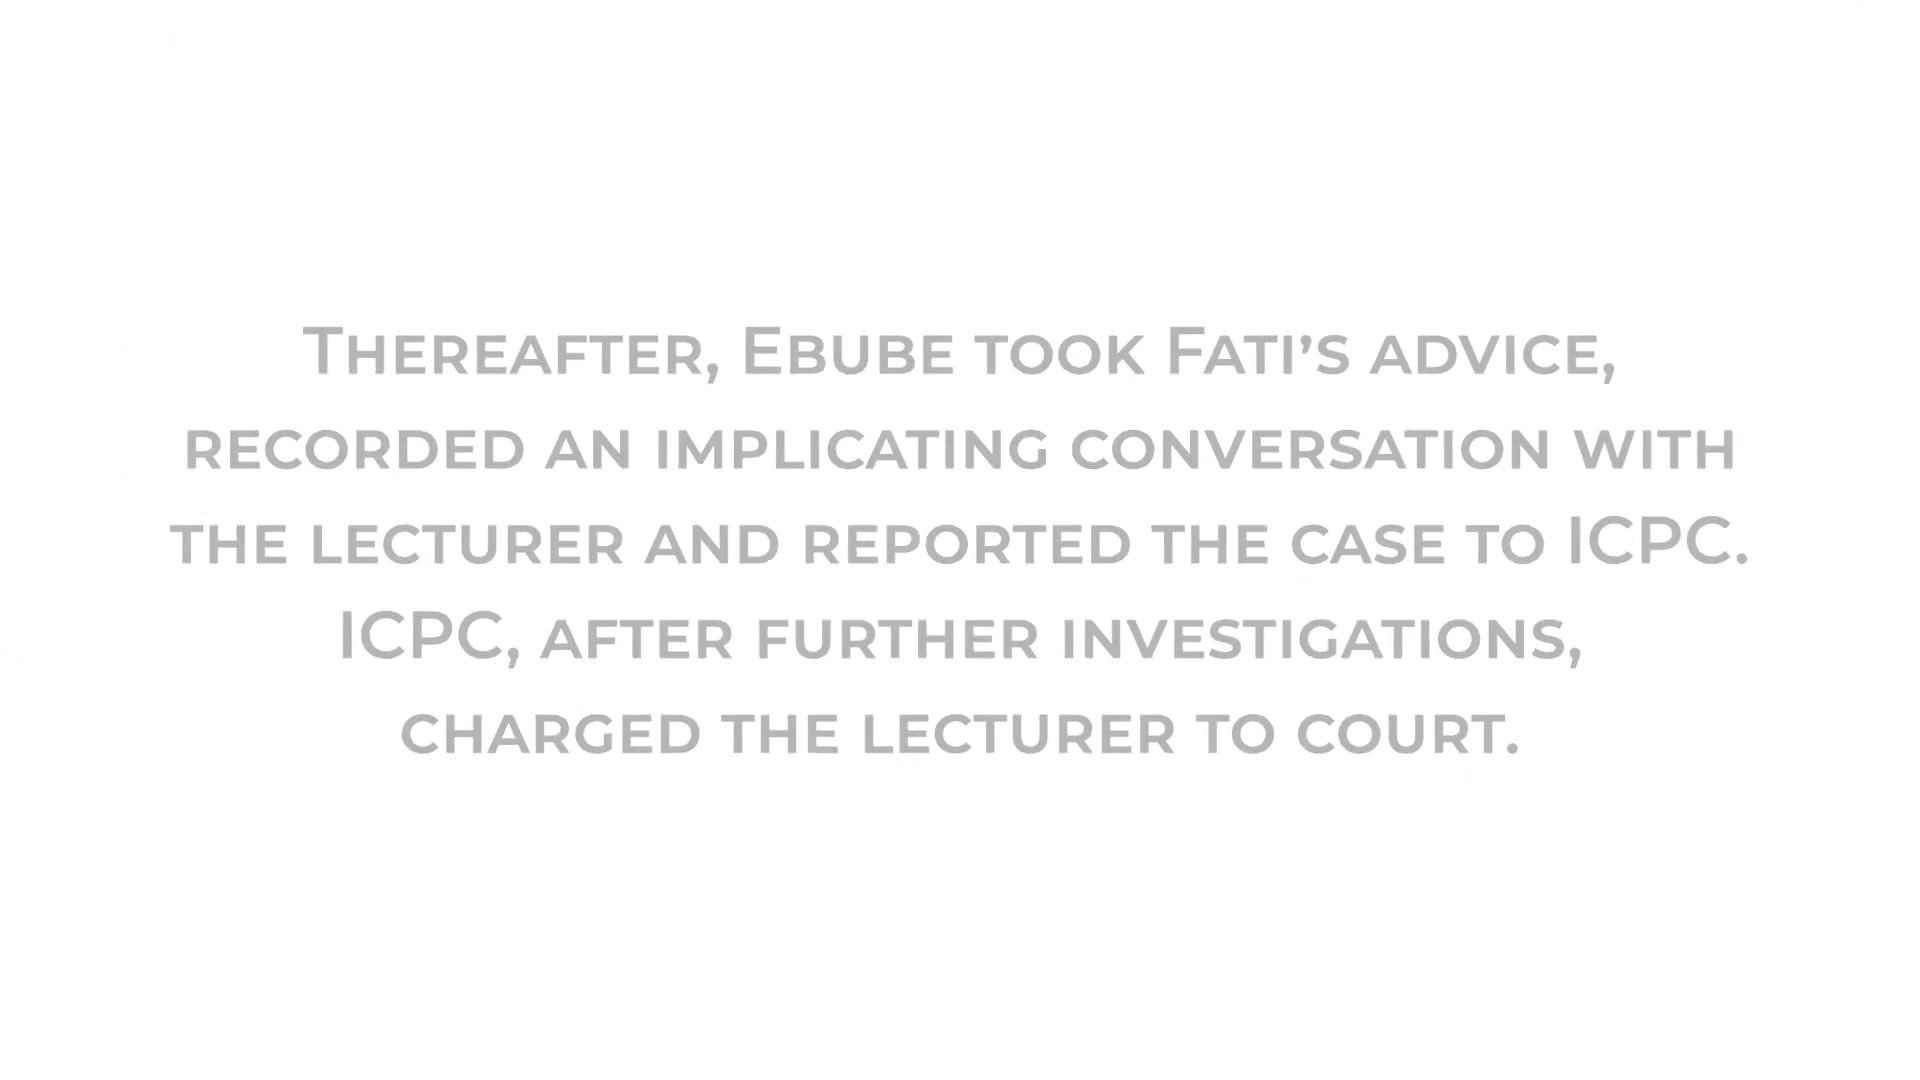 Thereafter, Ebube took Fati's advice,
recorded an implicating conversation with
the lecturer and reported the case to ICPC.
ICPC, after further investigations,
charged the lecturer to court.